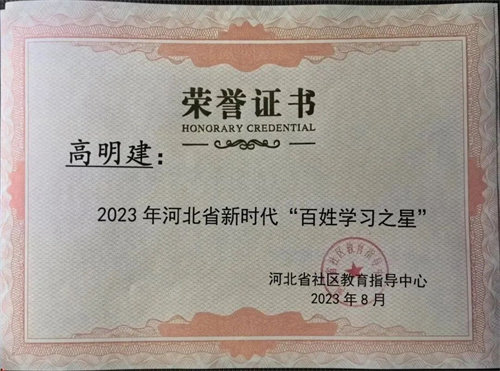 荣誉证书
HONORARY CREDENTIAL
高明建：
2023年河北省新时代“百姓学习之星”
河北省社区教育指导中心
2023年8月